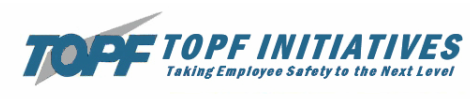 TOPF TOPF INITIATIVES
Taking Employee Safety to the Next Level